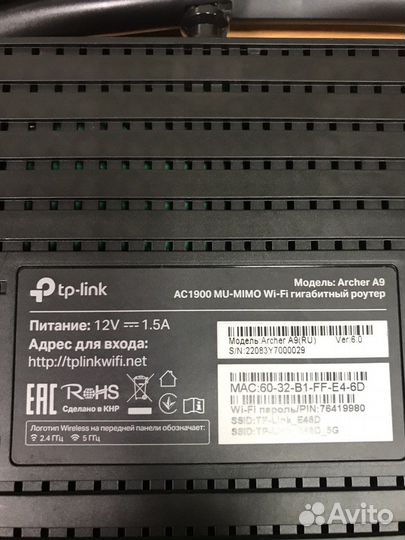 tp-link
Модель: Archer A9
AC1900 MU-MIMO Wi-Fi гигабитный роутер
Питание: 12V 1.5A
Адрес для входа:
http://tplinkwifi.net
Модель:Archer A9(RU) Ver:6.0
S/N:22083Y7000029
EAC RoHS
Сделано в КНР
MAC:60-32-B1-FF-E4-6D
Wi-Fi пароль/PIN:76419980
SSID:TP-Link_E46D
Логотип Wireless на передней панели обозначает:
2.4 ГГц 5 ГГц
Avito